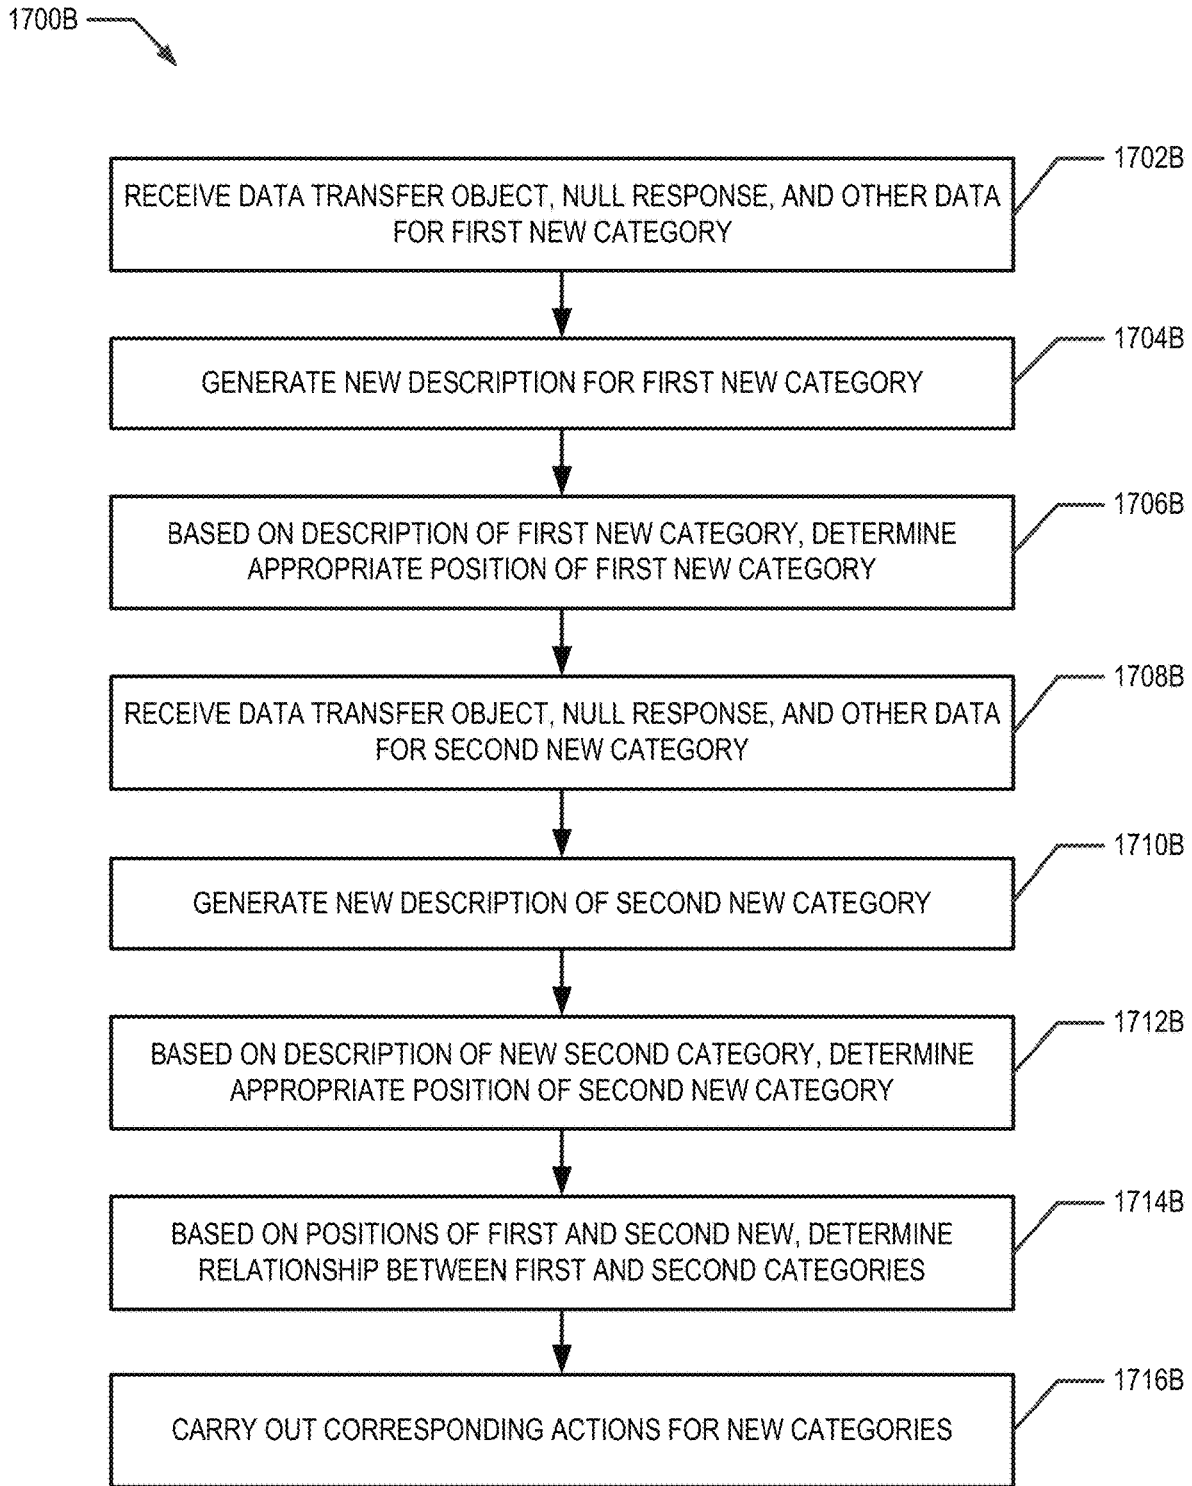 1700B
1702B
RECEIVE DATA TRANSFER OBJECT, NULL RESPONSE, AND OTHER DATA
FOR FIRST NEW CATEGORY
1704B
GENERATE NEW DESCRIPTION FOR FIRST NEW CATEGORY
1706B
BASED ON DESCRIPTION OF FIRST NEW CATEGORY, DETERMINE
APPROPRIATE POSITION OF FIRST NEW CATEGORY
1708B
RECEIVE DATA TRANSFER OBJECT, NULL RESPONSE, AND OTHER DATA
FOR SECOND NEW CATEGORY
1710B
GENERATE NEW DESCRIPTION OF SECOND NEW CATEGORY
1712B
BASED ON DESCRIPTION OF NEW SECOND CATEGORY, DETERMINE
APPROPRIATE POSITION OF SECOND NEW CATEGORY
1714B
BASED ON POSITIONS OF FIRST AND SECOND NEW, DETERMINE
RELATIONSHIP BETWEEN FIRST AND SECOND CATEGORIES
1716B
CARRY OUT CORRESPONDING ACTIONS FOR NEW CATEGORIES